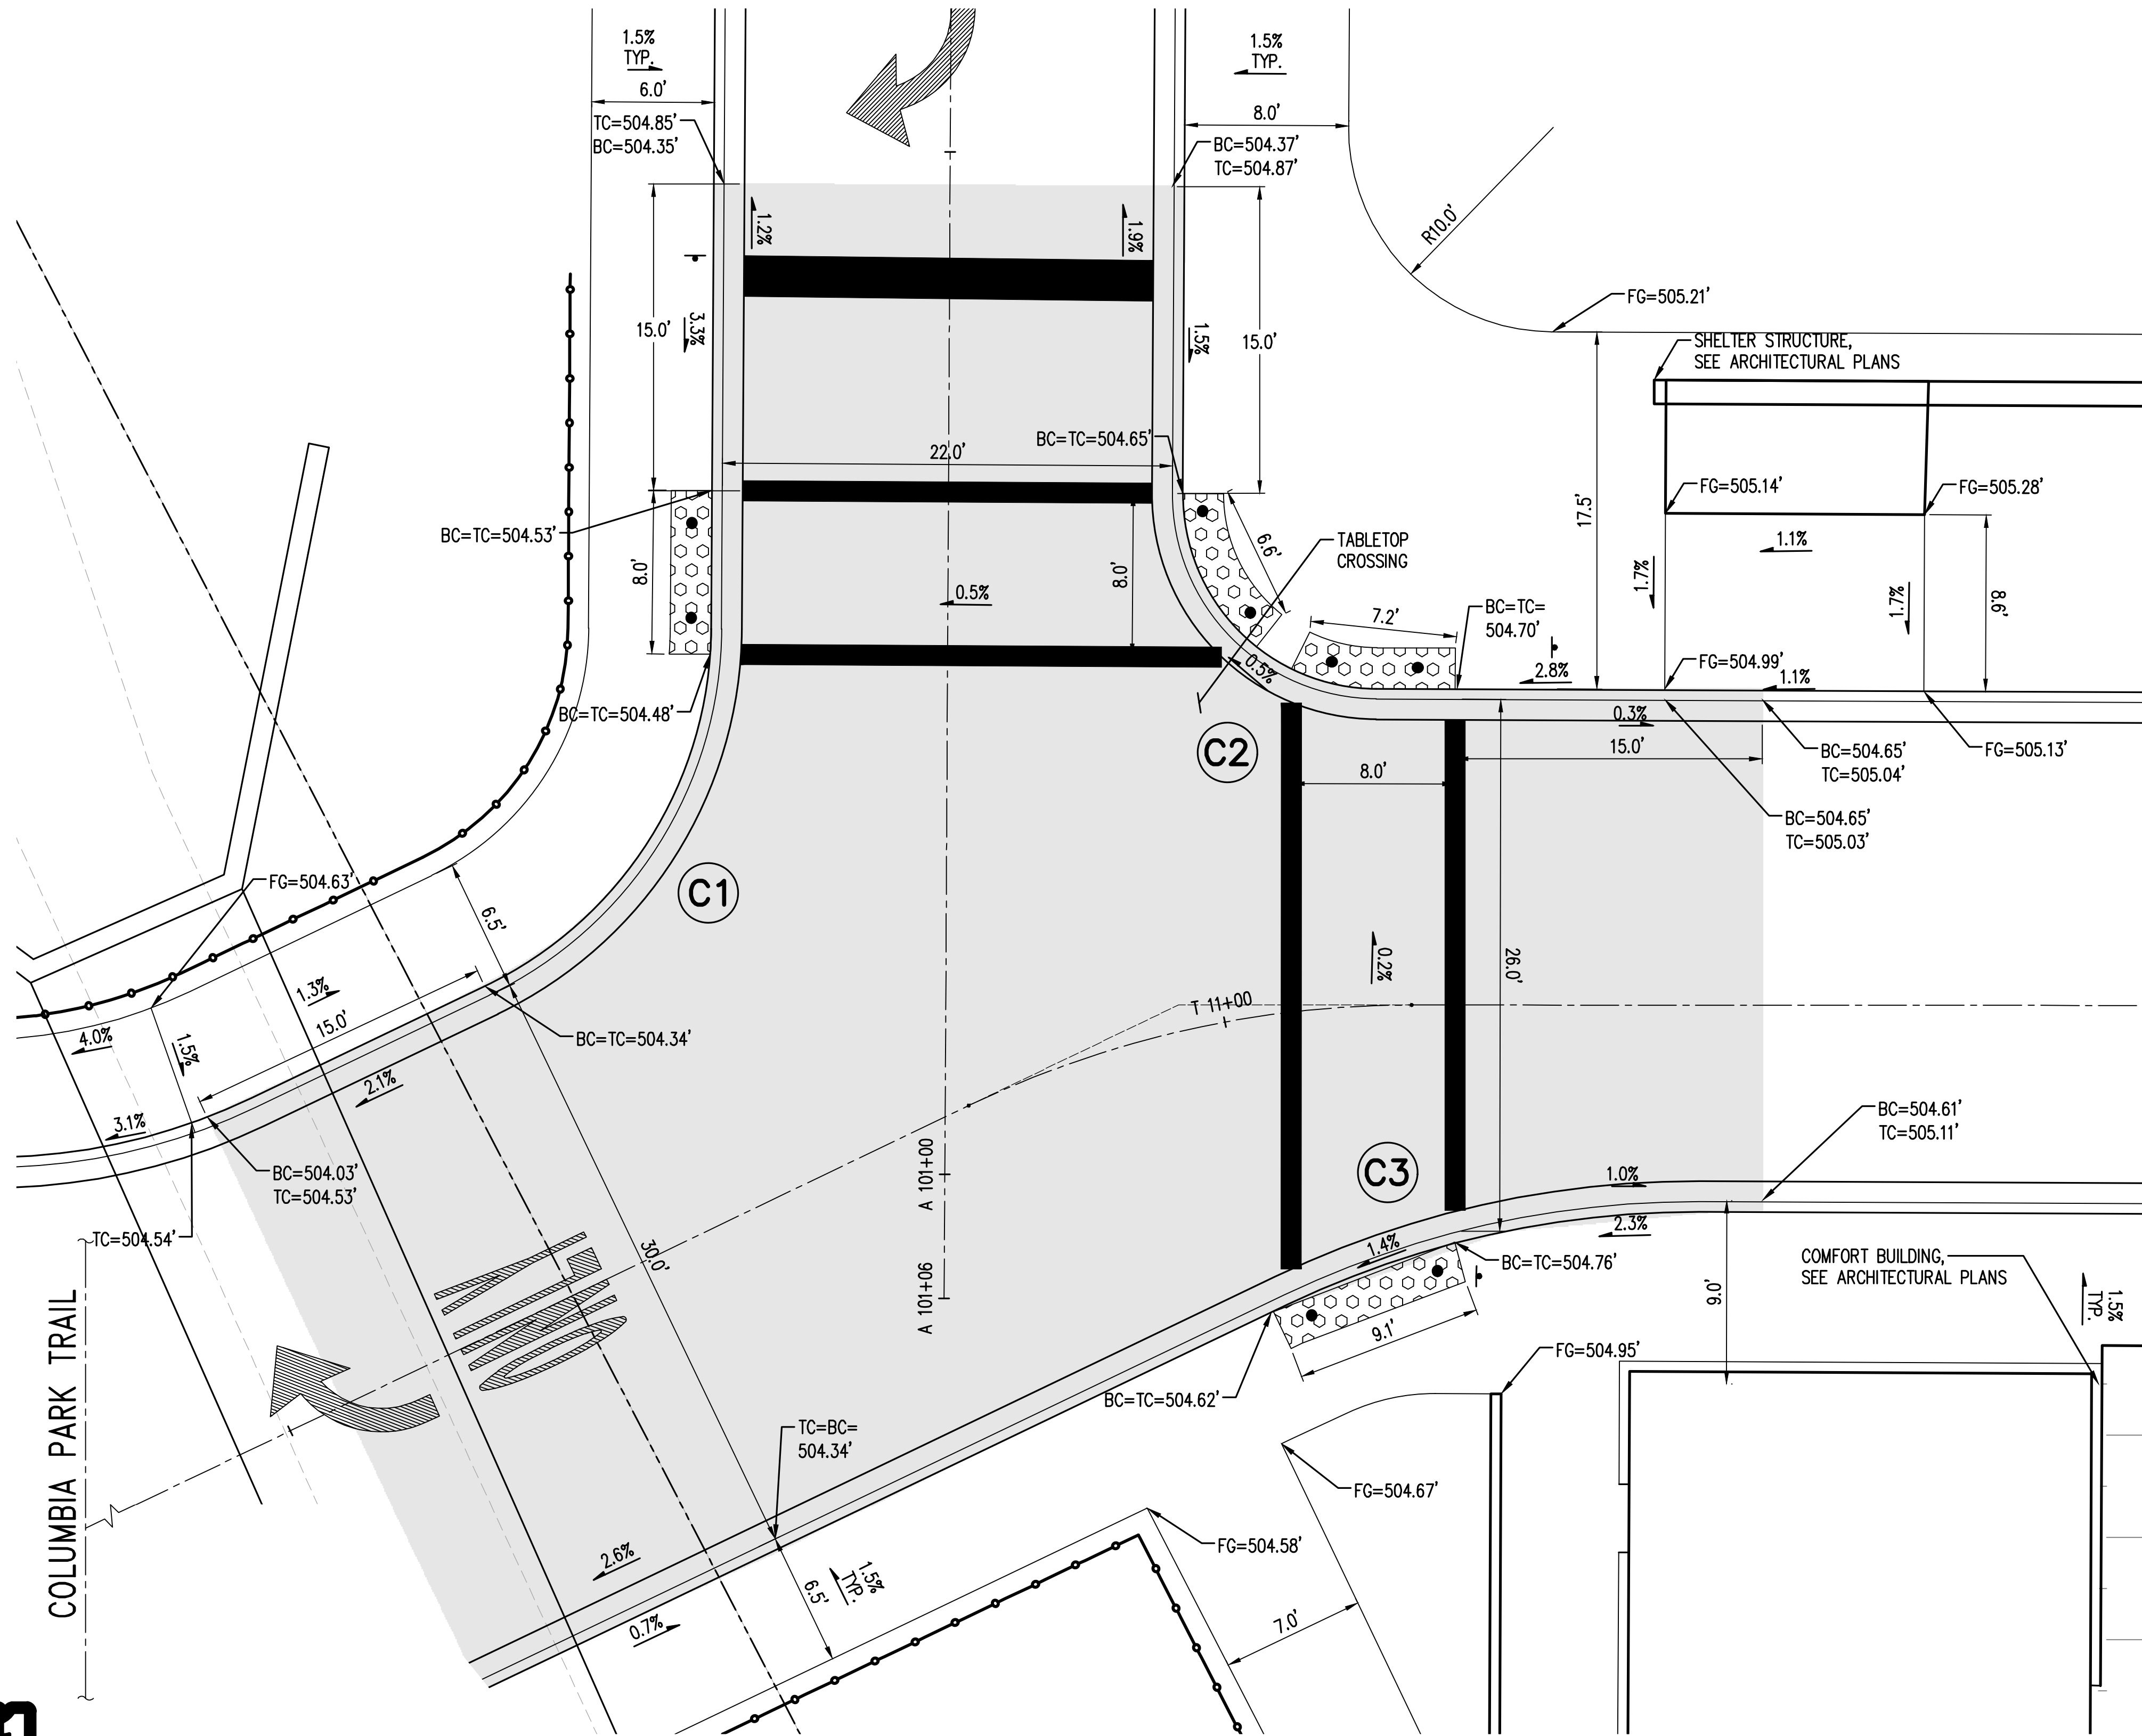 1.5%
TYP.
6.0'
TC=504.85'
BC=504.35'
1.5%
TYP.
8.0'
BC=504.37'
TC=504.87'
R10.0'
1.2%
1.9%
15.0'
3.3%
1.5%
15.0'
FG=505.21'
SHELTER STRUCTURE,
SEE ARCHITECTURAL PLANS
BC=TC=504.65'
22.0'
17.5'
FG=505.14'
FG=505.28'
BC=TC=504.53'
8.0'
0.5%
8.0'
6.6'
TABLETOP
CROSSING
1.1%
1.7%
1.7%
8.6'
7.2'
BC=TC=
504.70'
2.8%
FG=504.99'
1.1%
0.5%
BC=TC=504.48'
C2
0.3%
15.0'
BC=504.65'
TC=505.04'
FG=505.13'
8.0'
BC=504.65'
TC=505.03'
C1
FG=504.63'
6.5'
0.2%
26.0'
1.3%
15.0'
T 11+00
4.0%
1.5%
BC=TC=504.34'
2.1%
3.1%
BC=504.03'
TC=504.53'
TC=504.54'
A 101+00
A 101+06
C3
1.0%
BC=504.61'
TC=505.11'
2.3%
1.4%
BC=TC=504.76'
COMFORT BUILDING,
SEE ARCHITECTURAL PLANS
9.0'
1.5%
TYP.
30.0'
9.1'
FG=504.95'
BC=TC=504.62'
COLUMBIA PARK TRAIL
TC=BC=
504.34'
FG=504.67'
2.6%
FG=504.58'
1.5%
TYP.
6.5'
0.7%
7.0'